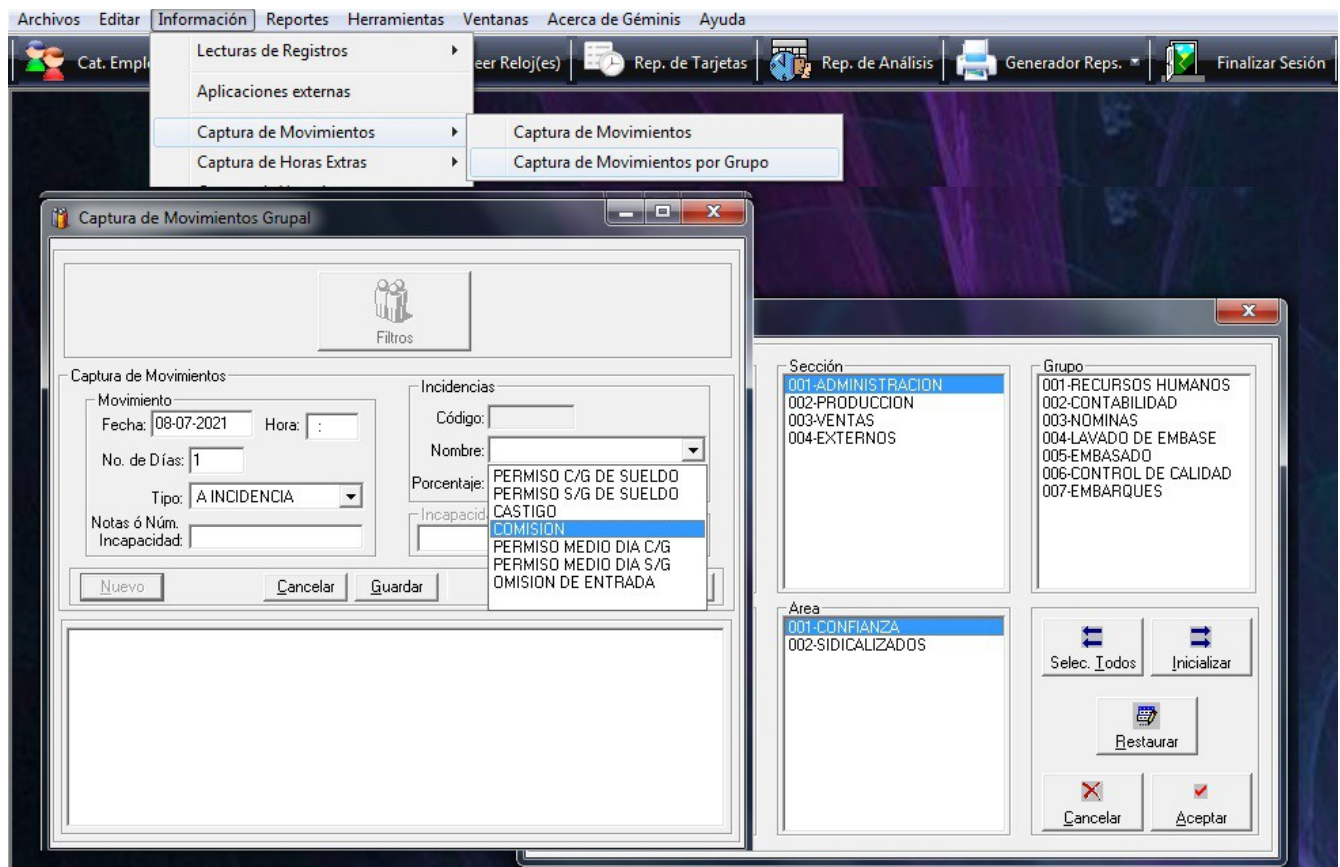 Archivos Editar Información Reportes Herramientas Ventanas Acerca de Géminis Ayuda
Lecturas de Registros
Cat. Emple
eer Reloj(es)
Rep. de Tarjetas
Rep. de Análisis
Generador Reps.
Finalizar Sesión
Aplicaciones externas
Captura de Movimientos
Captura de Movimientos
Captura de Horas Extras
Captura de Movimientos por Grupo
Captura de Movimientos Grupal
Filtros
Captura de Movimientos
Movimiento
Fecha: 08-07-2021 Hora: :
No. de Días: 1
Tipo: A INCIDENCIA
Notas ó Núm.
Incapacidad:
Incidencias
Código:
Nombre:
Porcentaje:
PERMISO C/G DE SUELDO
PERMISO S/G DE SUELDO
CASTIGO
COMISION
PERMISO MEDIO DIA C/G
PERMISO MEDIO DIA S/G
OMISION DE ENTRADA
Incapacid
Nuevo Cancelar Guardar
Sección
001-ADMINISTRACION
002-PRODUCCION
003-VENTAS
004-EXTERNOS
Grupo
001-RECURSOS HUMANOS
002-CONTABILIDAD
003-NOMINAS
004-LAVADO DE EMBASE
005-EMBASADO
006-CONTROL DE CALIDAD
007-EMBARQUES
Area
001-CONFIANZA
002-SIDICALIZADOS
Selec. Todos Inicializar
Restaurar
Cancelar Aceptar